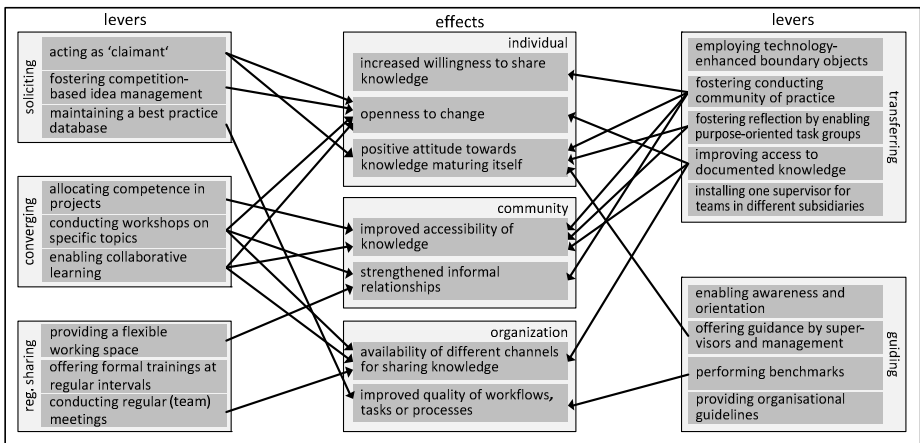 levers
effects
levers
soliciting
acting as ‘claimant‘
fostering competition-
based idea management
maintaining a best practice
database
converging
allocating competence in
projects
conducting workshops on
specific topics
enabling collaborative
learning
reg. sharing
providing a flexible
working space
offering formal trainings at
regular intervals
conducting regular (team)
meetings
individual
increased willingness to share
knowledge
openness to change
positive attitude towards
knowledge maturing itself
community
improved accessibility of
knowledge
strengthened informal
relationships
organization
availability of different channels
for sharing knowledge
improved quality of workflows,
tasks or processes
transferring
employing technology-
enhanced boundary objects
fostering conducting
community of practice
fostering reflection by enabling
purpose-oriented task groups
improving access to
documented knowledge
installing one supervisor for
teams in different subsidiaries
guiding
enabling awareness and
orientation
offering guidance by super-
visors and management
performing benchmarks
providing organisational
guidelines